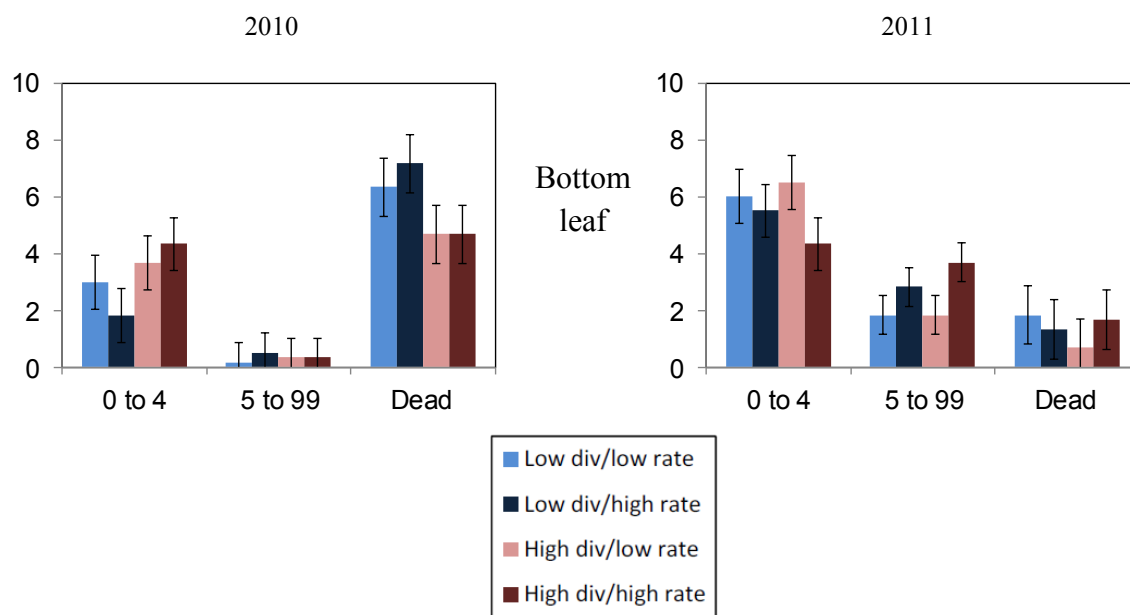 2010
2011
10
8
6
4
2
0
0 to 4
5 to 99
Dead
Bottom
leaf
10
8
6
4
2
0
0 to 4
5 to 99
Dead
Low div/low rate
Low div/high rate
High div/low rate
High div/high rate